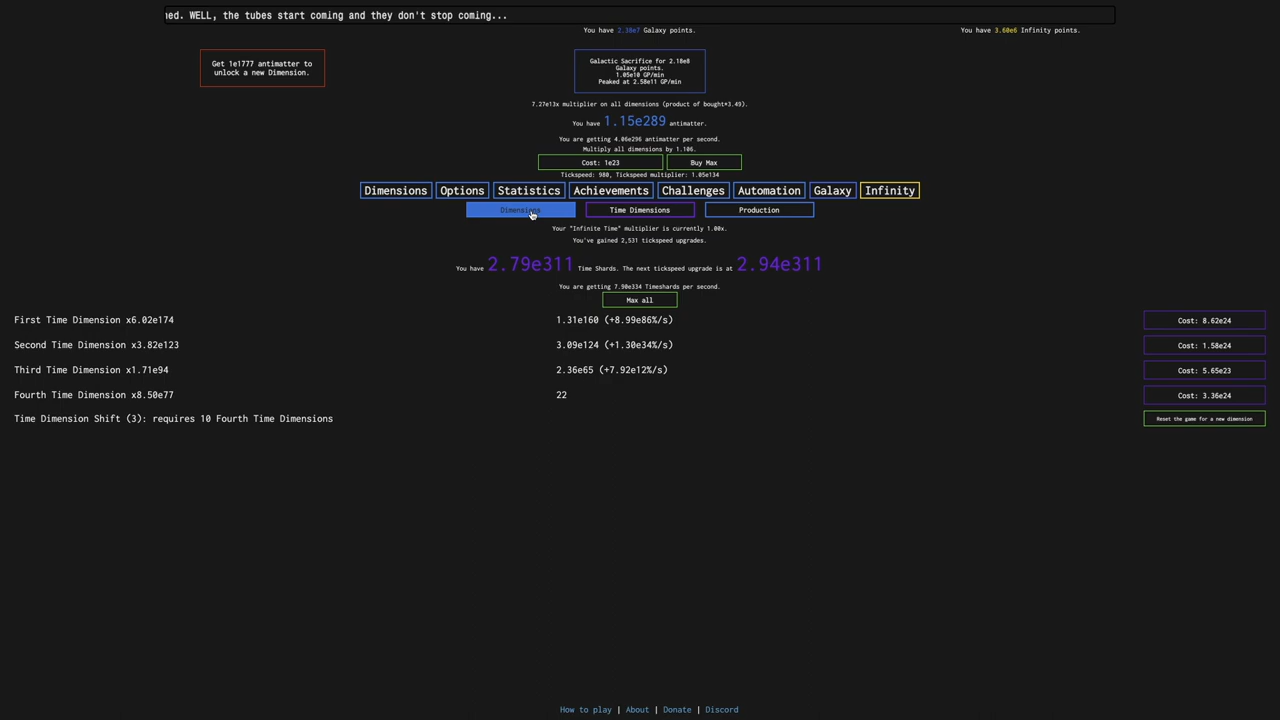 ned. WELL, the tubes start coming and they don't stop coming...
You have 2.38e7 Galaxy points.
You have 3.60e6 Infinity points.
Get 1e1777 antimatter to
unlock a new Dimension.
Galactic Sacrifice for 2.18e8
Galaxy points.
1.05e10 GP/min
Peaked at 2.58e11 GP/min
7.27e13x multiplier on all dimensions (product of bought*3.49).
You have 1.15e289 antimatter.
You are getting 4.06e296 antimatter per second.
Multiply all dimensions by 1.106.
Cost: 1e23
Buy Max
Tickspeed: 980, Tickspeed multiplier: 1.05e134
Dimensions
Options
Statistics
Achievements
Challenges
Automation
Galaxy
Infinity
Dimensions
Time Dimensions
Production
Your "Infinite Time" multiplier is currently 1.00x.
You've gained 2,531 tickspeed upgrades.
You have 2.79e311 Time Shards. The next tickspeed upgrade is at 2.94e311
You are getting 7.90e334 Timeshards per second.
Max all
First Time Dimension x6.02e174
1.31e160 (+8.99e86%/s)
Cost: 8.62e24
Second Time Dimension x3.82e123
3.09e124 (+1.30e34%/s)
Cost: 1.58e24
Third Time Dimension x1.71e94
2.36e65 (+7.92e12%/s)
Cost: 5.65e23
Fourth Time Dimension x8.50e77
22
Cost: 3.36e24
Time Dimension Shift (3): requires 10 Fourth Time Dimensions
Reset the game for a new dimension
How to play | About | Donate | Discord